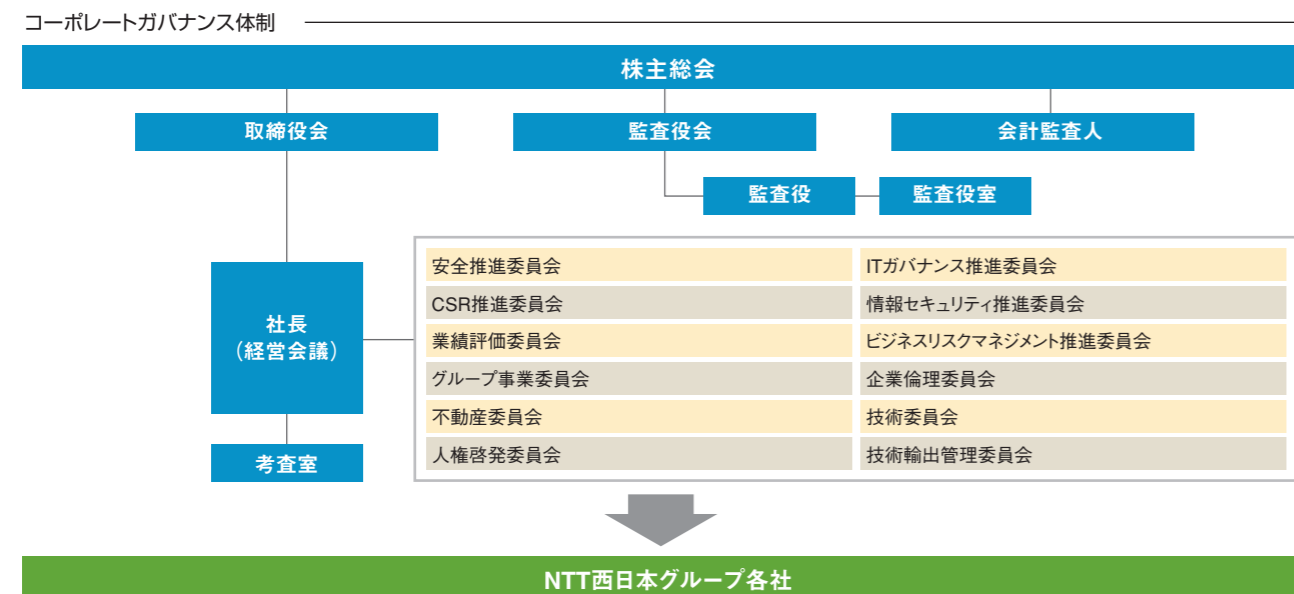 コーポレートガバナンス体制
株主総会
取締役会
監査役会
会計監査人
監査役
監査役室
社長
(経営会議)
考査室
安全推進委員会
ITガバナンス推進委員会
CSR推進委員会
情報セキュリティ推進委員会
業績評価委員会
ビジネスリスクマネジメント推進委員会
グループ事業委員会
企業倫理委員会
不動産委員会
技術委員会
人権啓発委員会
技術輸出管理委員会
NTT西日本グループ各社